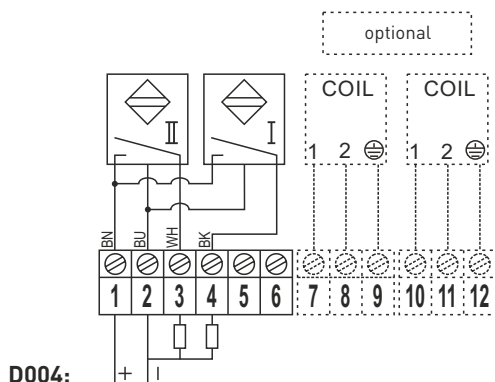 optional
COIL COIL
II I
1 2 1 2
BN BU WH BK
1 2 3 4 5 6 7 8 9 10 11 12
D004: + −